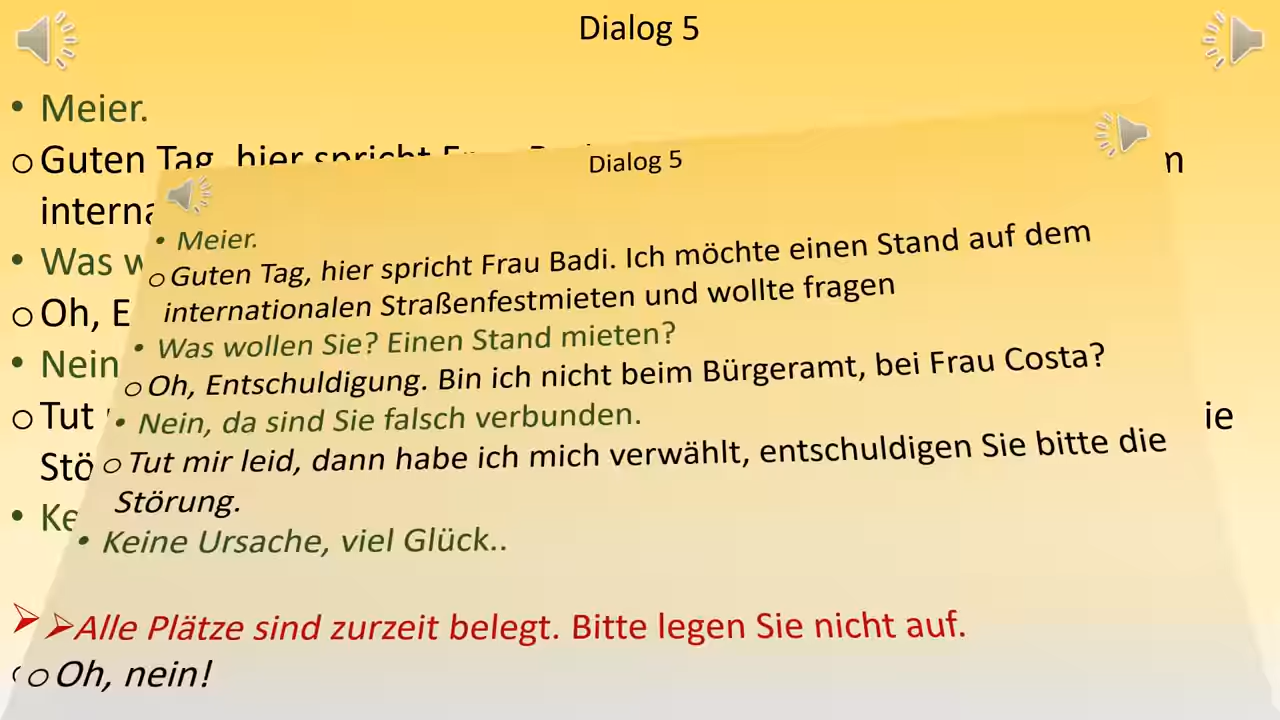 Dialog 5
• Meier.
o Guten Tag, hier spricht Frau
interna
• Was w
o Oh, E
• Nein
o Tut
Stö
• Ke
Dialog 5
• Meier.
o Guten Tag, hier spricht Frau Badi. Ich möchte einen Stand auf dem
internationalen Straßenfestmieten und wollte fragen
• Was wollen Sie? Einen Stand mieten?
o Oh, Entschuldigung. Bin ich nicht beim Bürgeramt, bei Frau Costa?
• Nein, da sind Sie falsch verbunden.
o Tut mir leid, dann habe ich mich verwählt, entschuldigen Sie bitte die
Störung.
• Keine Ursache, viel Glück..
➢ Alle Plätze sind zurzeit belegt. Bitte legen Sie nicht auf.
o Oh, nein!